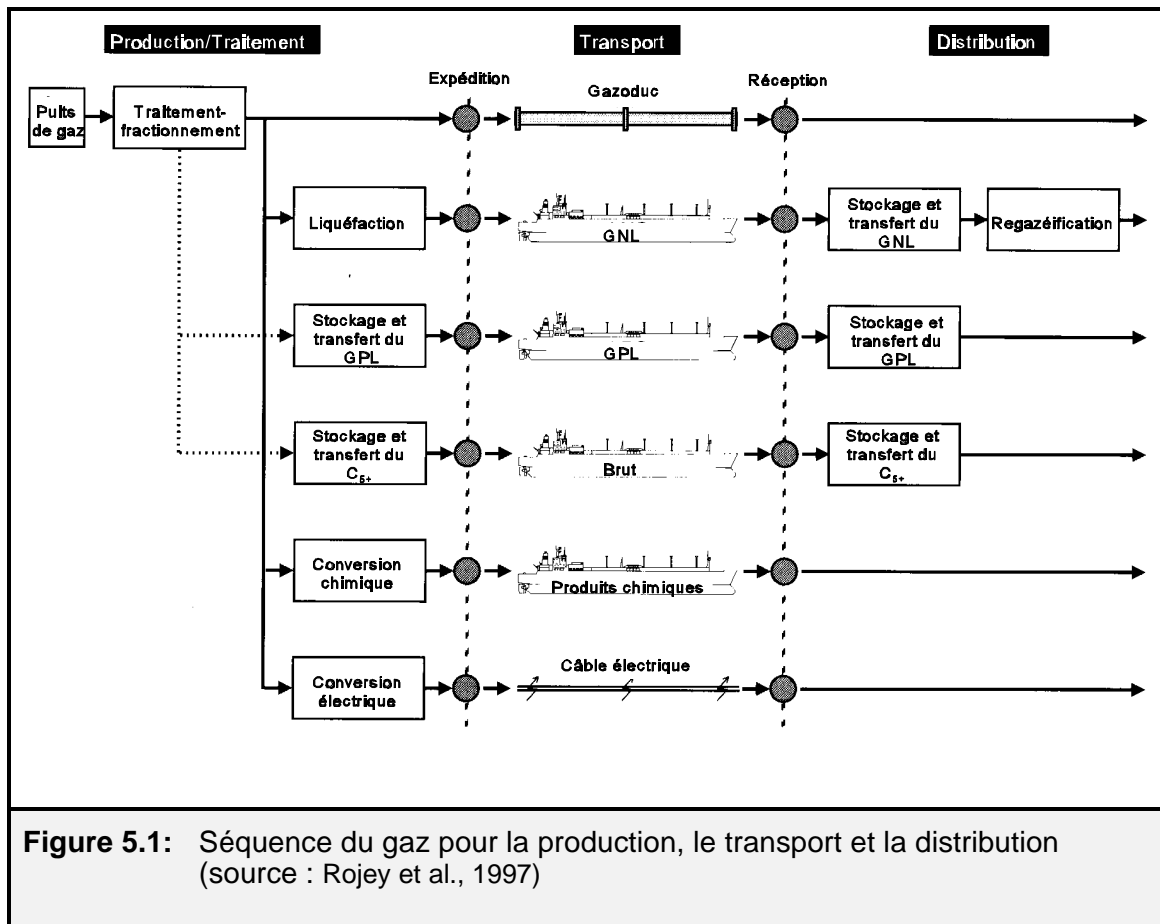 Production/Traitement
Transport
Distribution
Expédition
Réception
Gazoduc
Puits
de gaz
Traitement-
fractionnement
Liquéfaction
GNL
Stockage et
transfert du
GNL
Regazéification
Stockage et
transfert du
GPL
GPL
Stockage et
transfert du
GPL
Stockage et
transfert du
C₅₊
Brut
Stockage et
transfert du
C₅₊
Conversion
chimique
Produits chimiques
Conversion
électrique
Câble électrique
Figure 5.1: Séquence du gaz pour la production, le transport et la distribution
(source : Rojey et al., 1997)